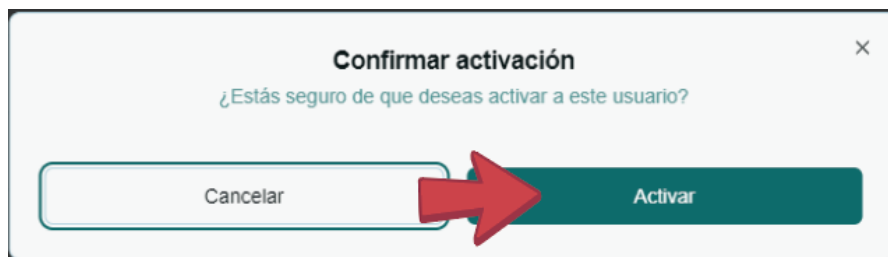 Confirmar activación
¿Estás seguro de que deseas activar a este usuario?
Cancelar
Activar